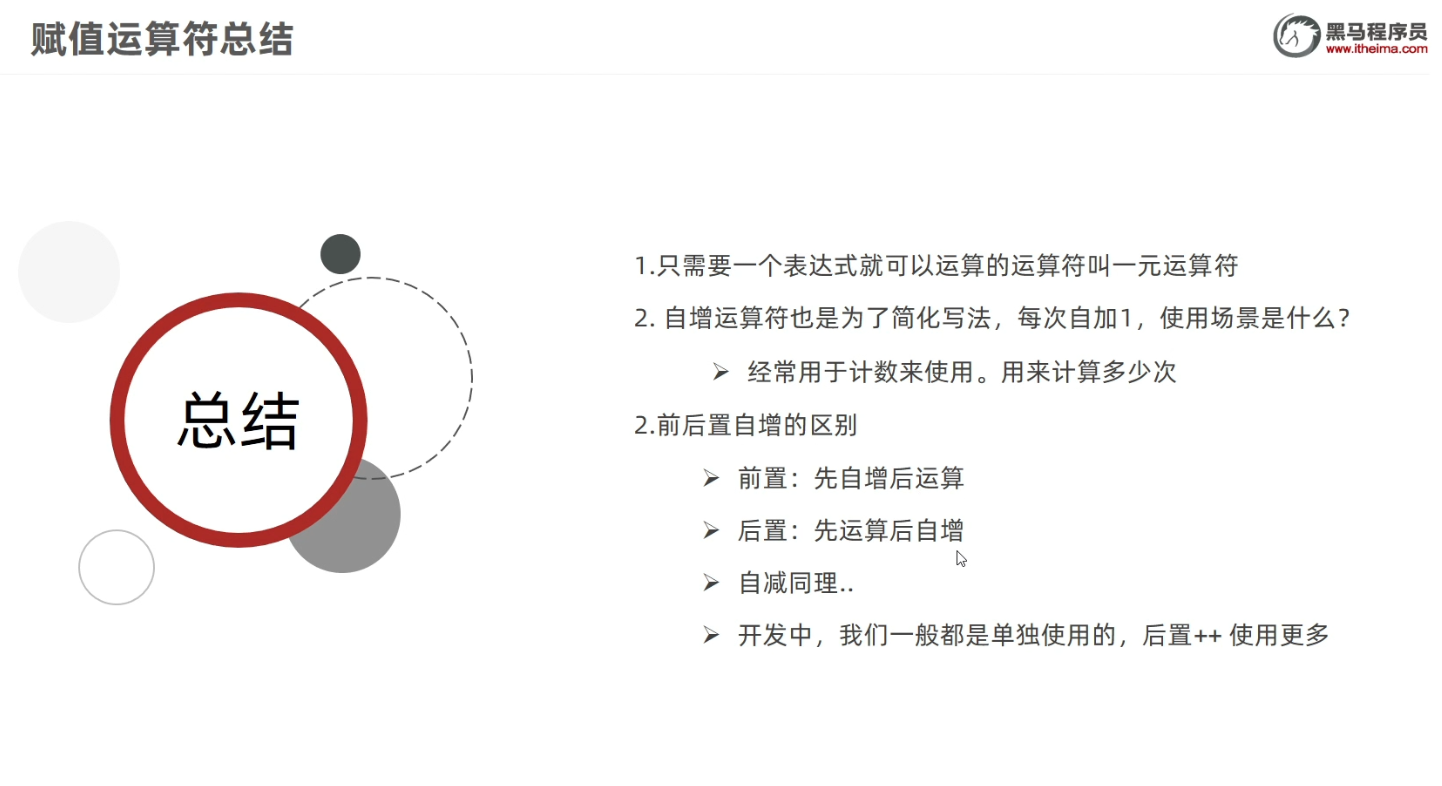 赋值运算符总结
黑马程序员
www.itheima.com
总结
1.只需要一个表达式就可以运算的运算符叫一元运算符
2. 自增运算符也是为了简化写法，每次自加1，使用场景是什么？
➢ 经常用于计数来使用。用来计算多少次
2.前后置自增的区别
➢ 前置：先自增后运算
➢ 后置：先运算后自增
➢ 自减同理..
➢ 开发中，我们一般都是单独使用的，后置++ 使用更多